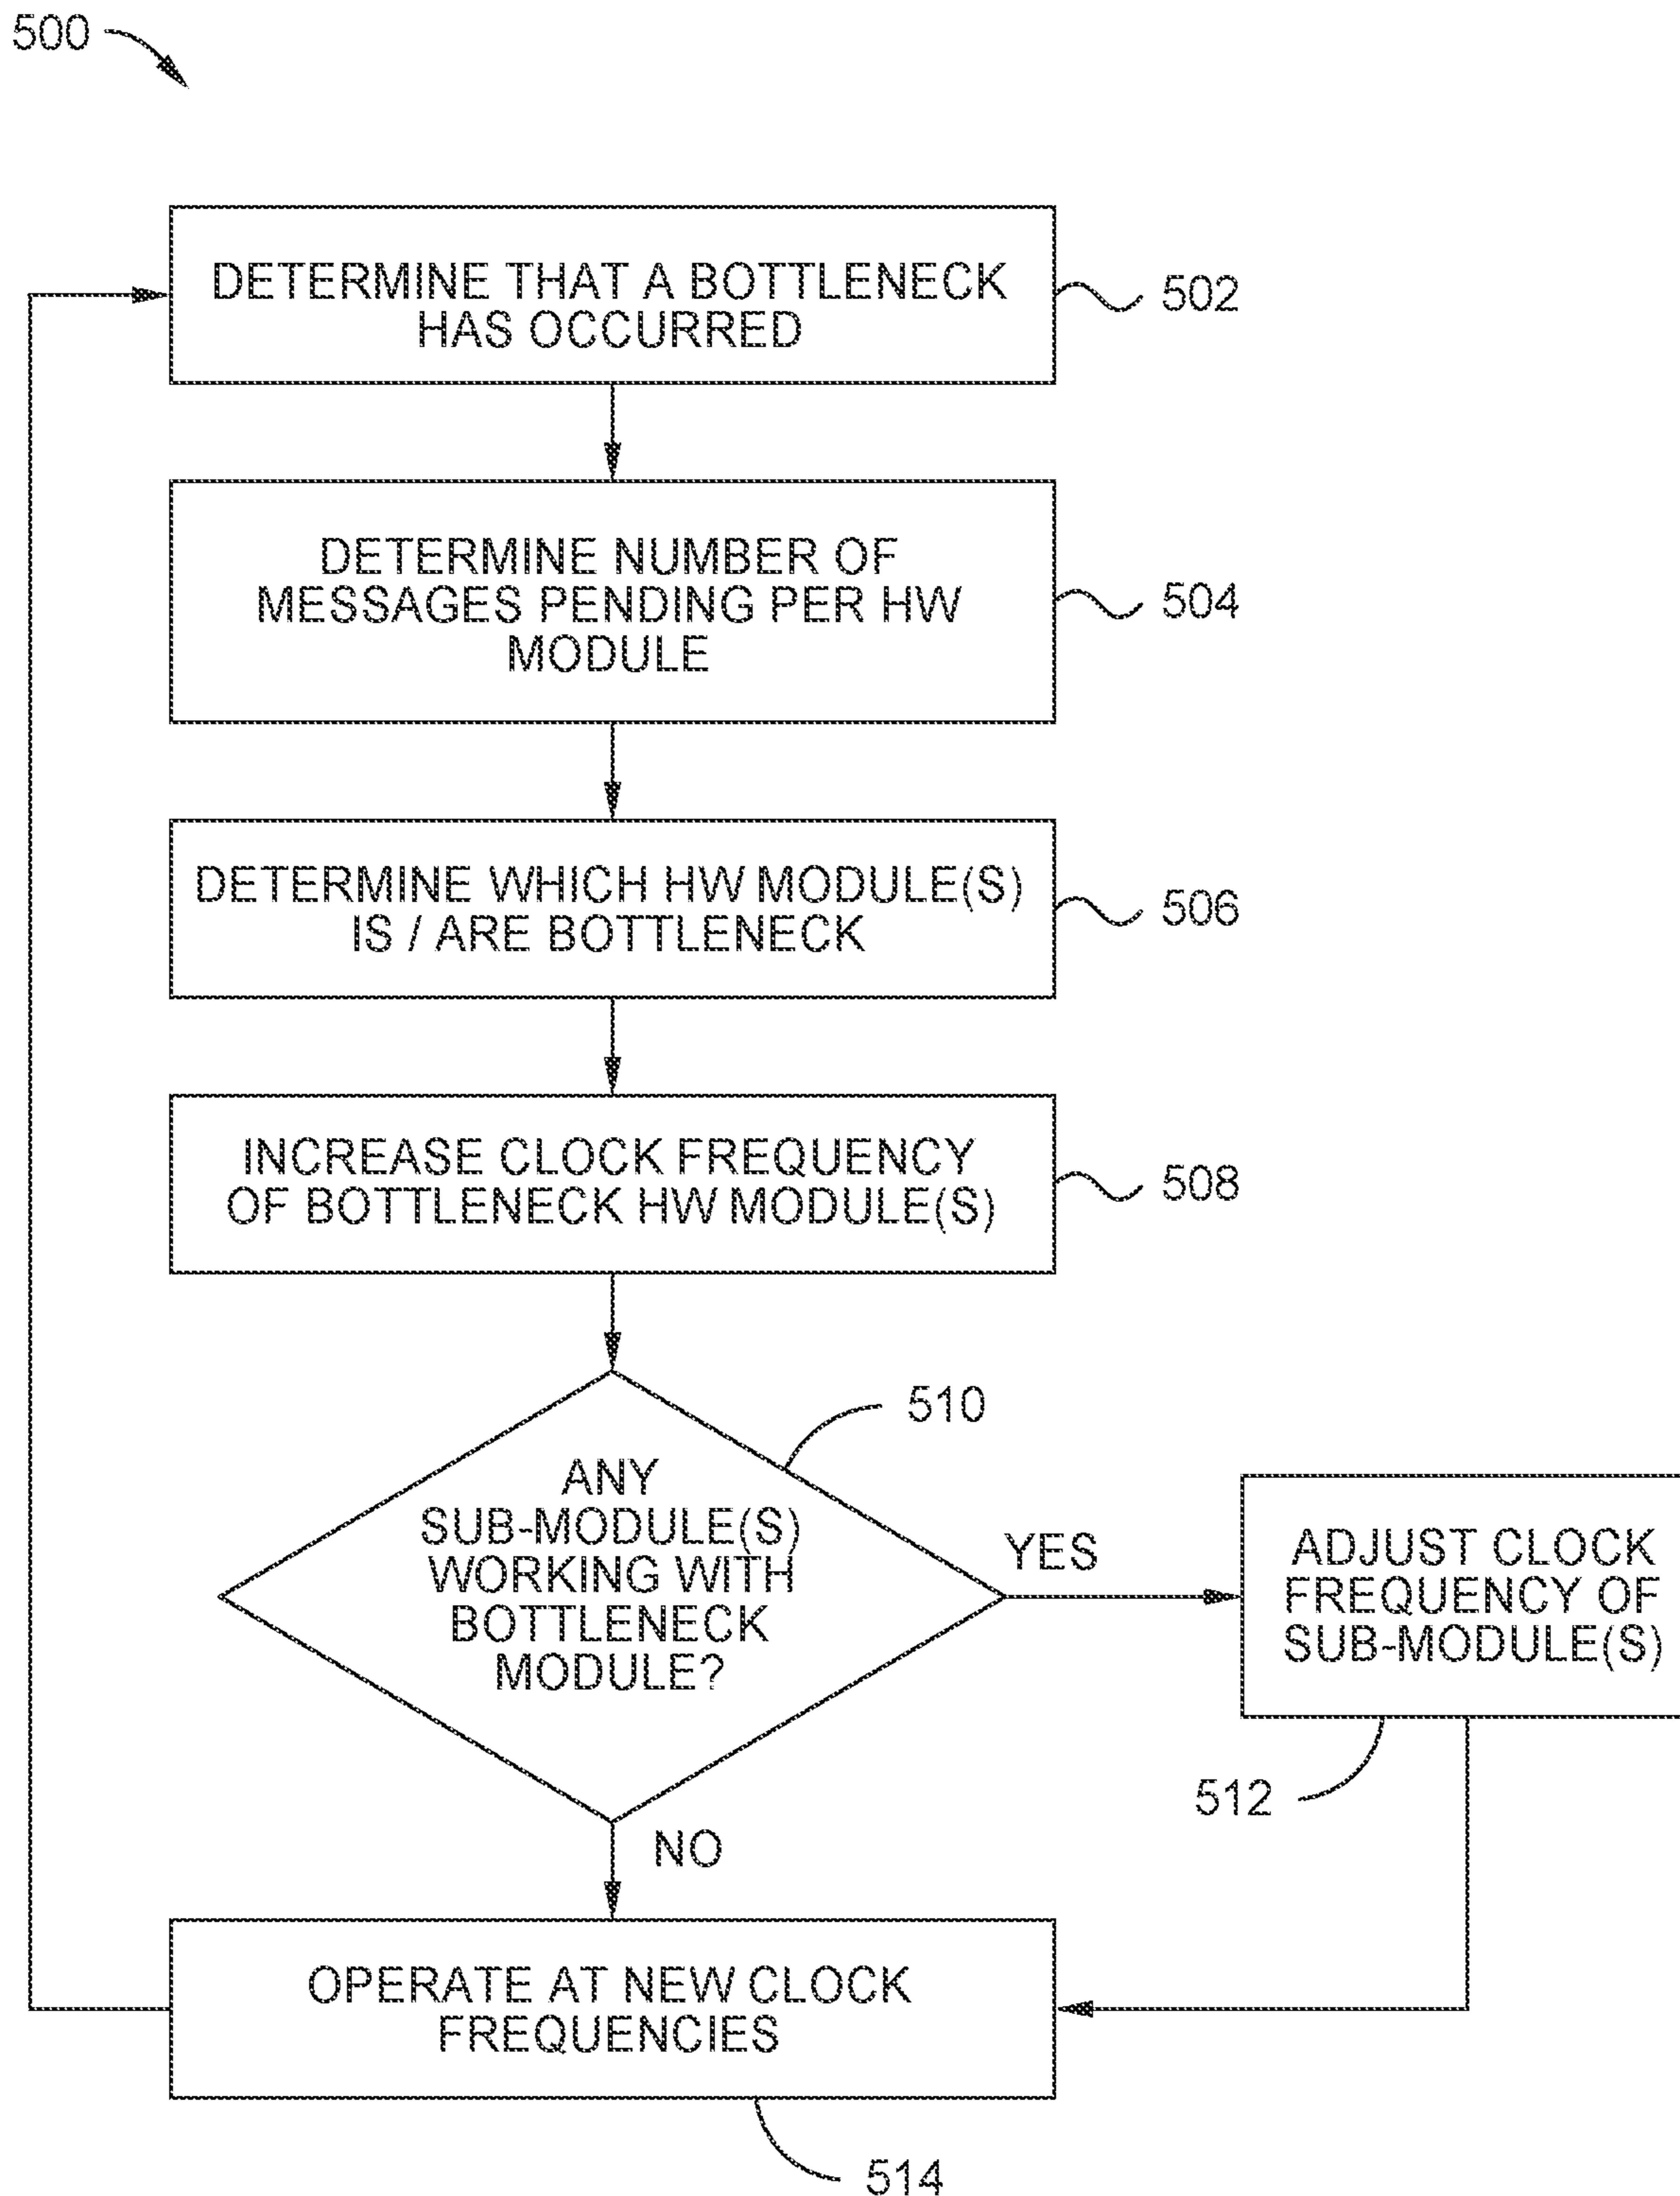 500
DETERMINE THAT A BOTTLENECK
HAS OCCURRED
502
DETERMINE NUMBER OF
MESSAGES PENDING PER HW
MODULE
504
DETERMINE WHICH HW MODULE(S)
IS / ARE BOTTLENECK
506
INCREASE CLOCK FREQUENCY
OF BOTTLENECK HW MODULE(S)
508
510
ANY
SUB-MODULE(S)
WORKING WITH
BOTTLENECK
MODULE?
YES
ADJUST CLOCK
FREQUENCY OF
SUB-MODULE(S)
512
NO
OPERATE AT NEW CLOCK
FREQUENCIES
514